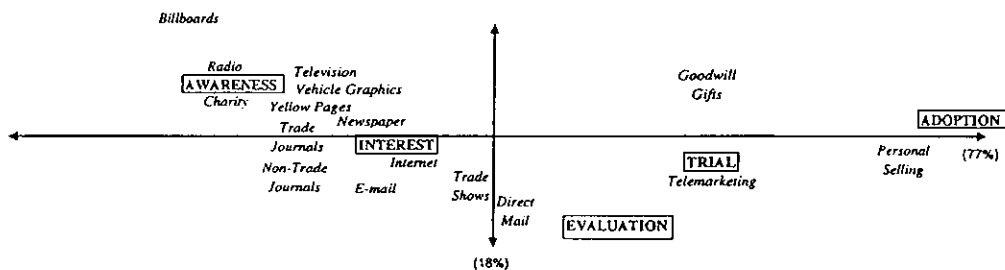 Billboards
Radio
AWARENESS
Charity
Television
Vehicle Graphics
Yellow Pages
Newspaper
Trade
Journals
INTEREST
Internet
Non-Trade
Journals
E-mail
Trade
Shows
Direct
Mail
Goodwill
Gifts
ADOPTION
(77%)
Personal
Selling
TRIAL
Telemarketing
EVALUATION
(18%)